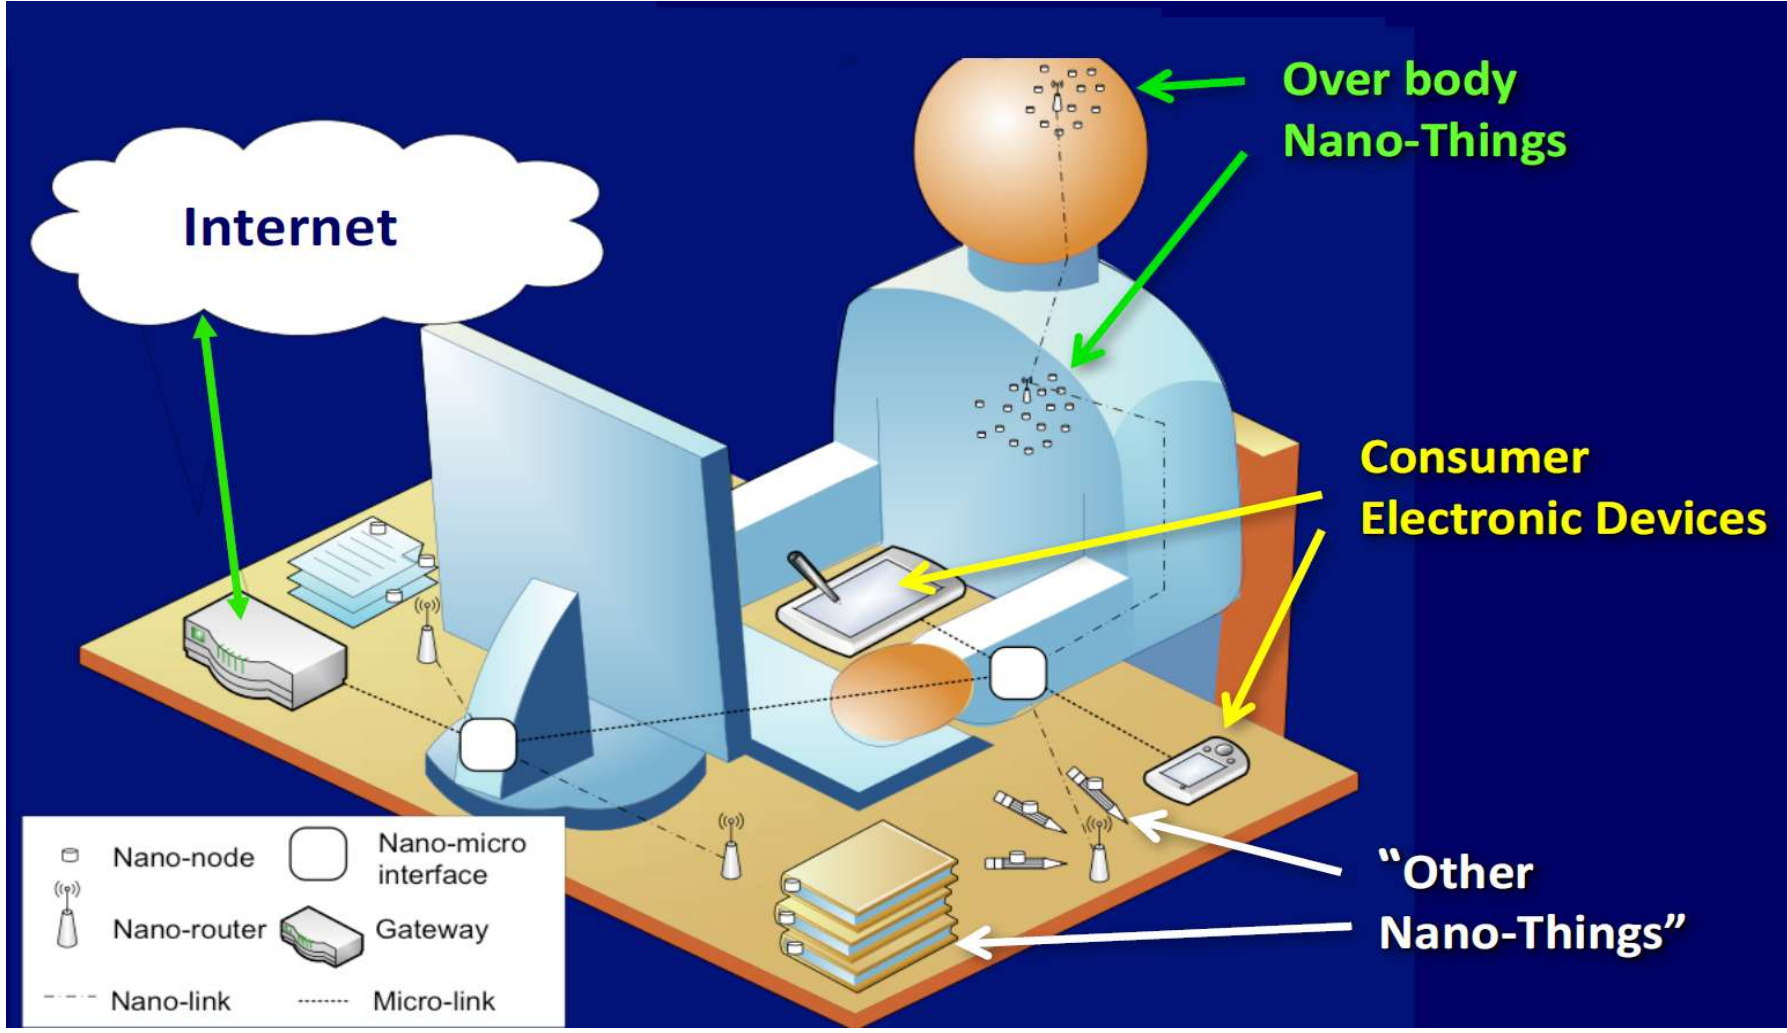 Over body
Nano-Things
Internet
Consumer
Electronic Devices
"Other
Nano-Things"
Nano-node
Nano-micro
interface
Nano-router
Gateway
Nano-link
Micro-link